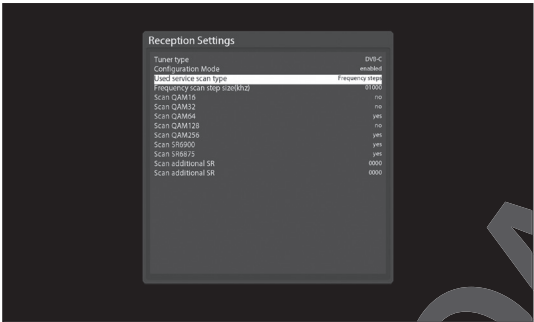 Reception Settings
Tuner type DVB-C
Configuration Mode enabled
Used service scan type Frequency steps
Frequency scan step size(khz) 01000
Scan QAM16 no
Scan QAM32 no
Scan QAM64 yes
Scan QAM128 no
Scan QAM256 yes
Scan SR6900 yes
Scan SR6875 yes
Scan additional SR 0000
Scan additional SR 0000